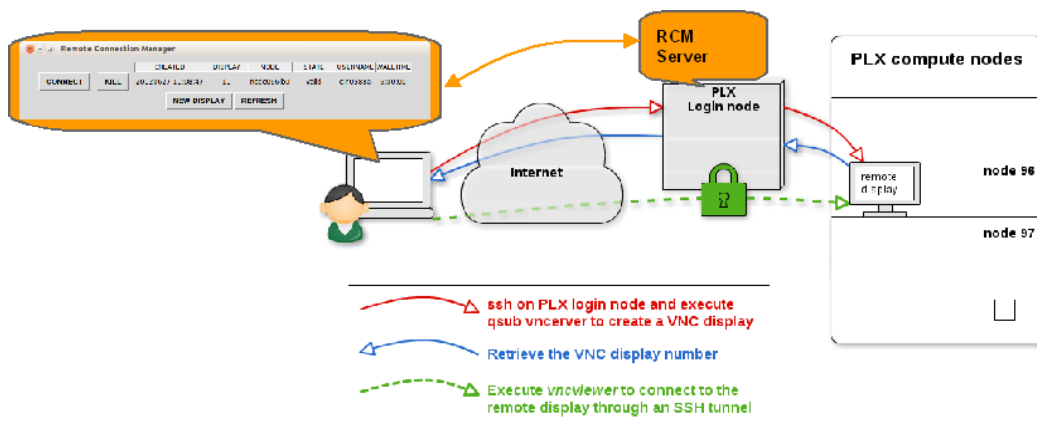 Remote Connection Manager
CREATED DISPLAY NODE STATE USERNAME WALLTIME
CONNECT KILL
NEW DISPLAY REFRESH
RCM
Server
PLX
Login node
PLX compute nodes
Internet
remote
display
node 96
node 97
ssh on PLX login node and execute
qsub vncerver to create a VNC display
Retrieve the VNC display number
Execute vncviewer to connect to the
remote display through an SSH tunnel